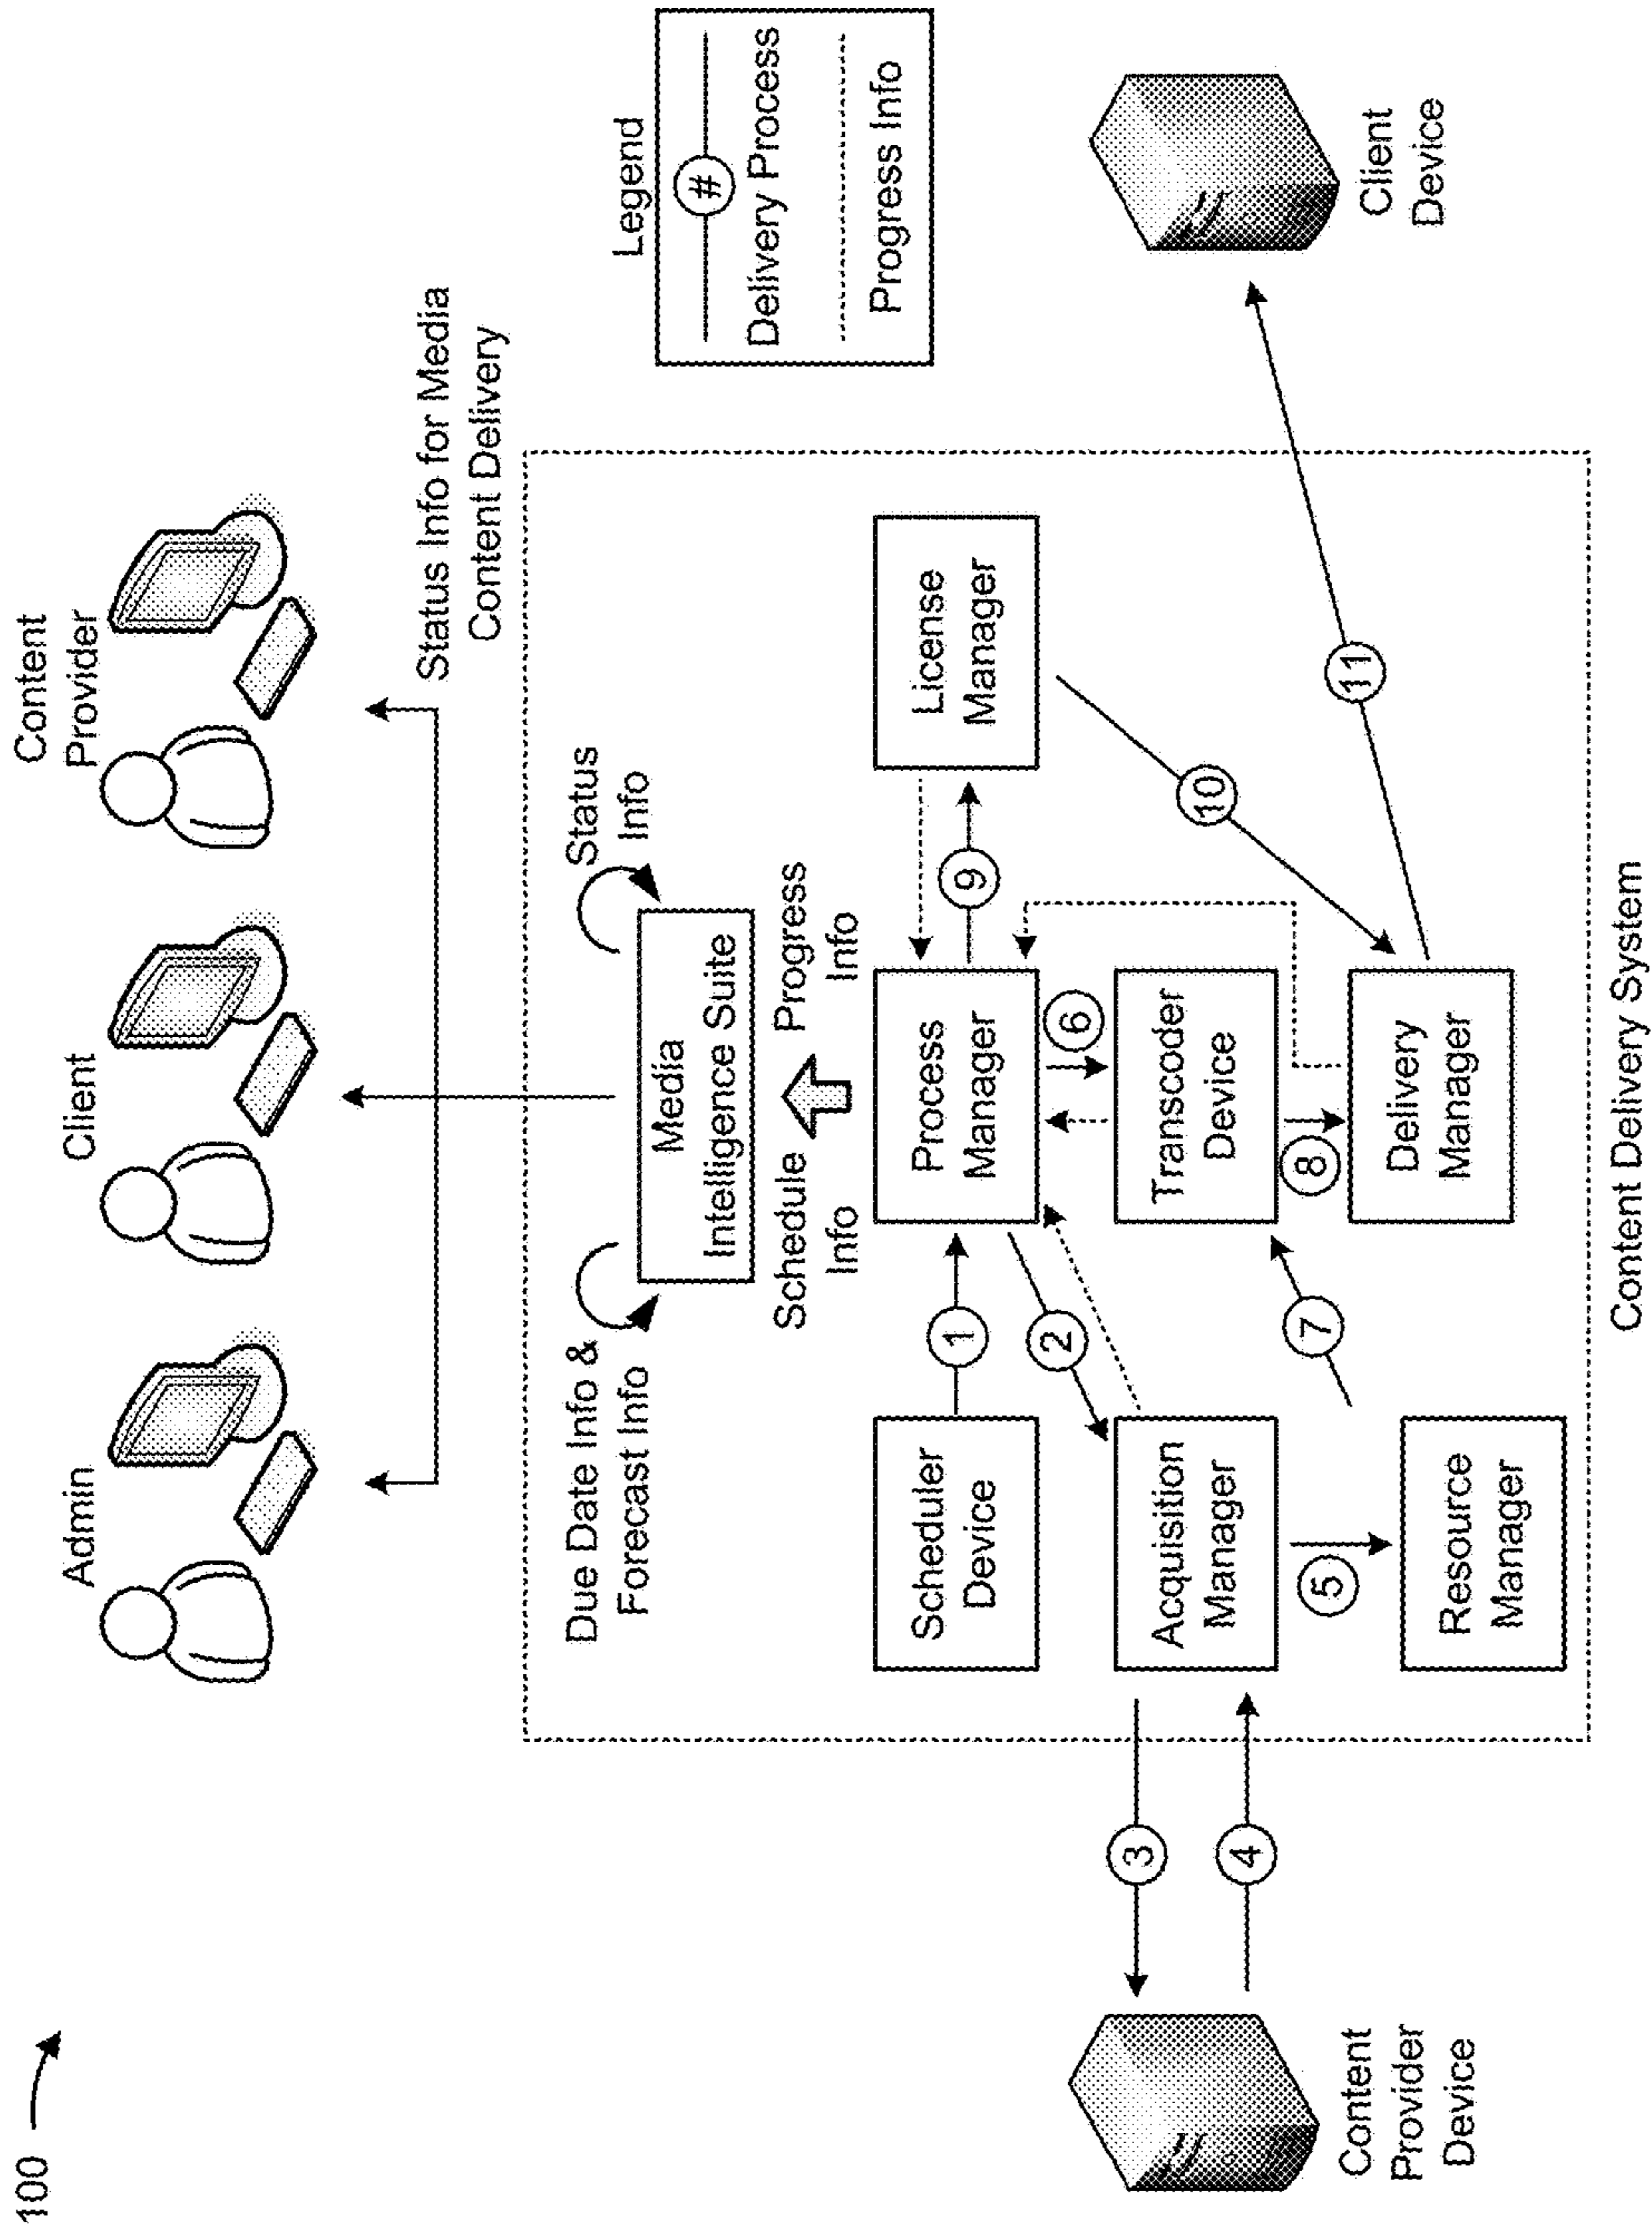 100
Admin
Client
Content
Provider
Status Info for Media
Content Delivery
Legend
#
Delivery Process
Progress Info
Due Date Info &
Forecast Info
Status
Info
Media
Intelligence Suite
Schedule
Info
Progress
Info
Scheduler
Device
1
Process
Manager
9
License
Manager
2
6
Acquisition
Manager
Transcoder
Device
10
3
4
5
7
8
11
Resource
Manager
Delivery
Manager
Content
Provider
Device
Client
Device
Content Delivery System